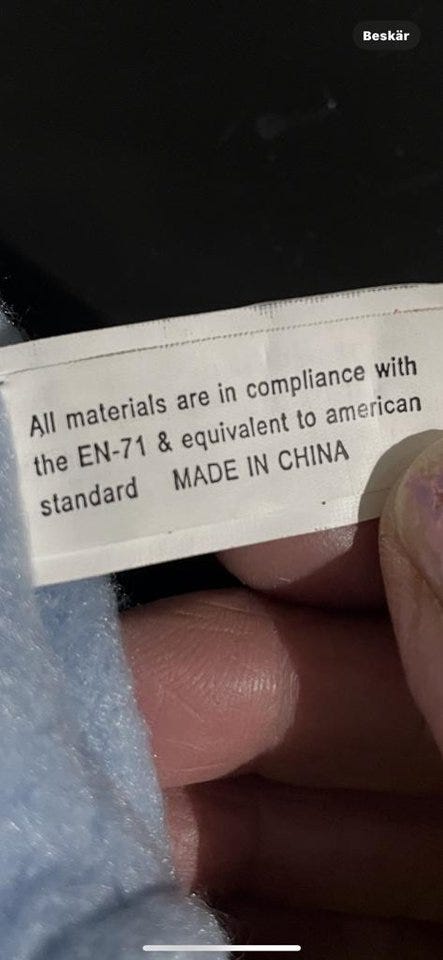 Beskär
All materials are in compliance with
the EN-71 & equivalent to american
standard MADE IN CHINA